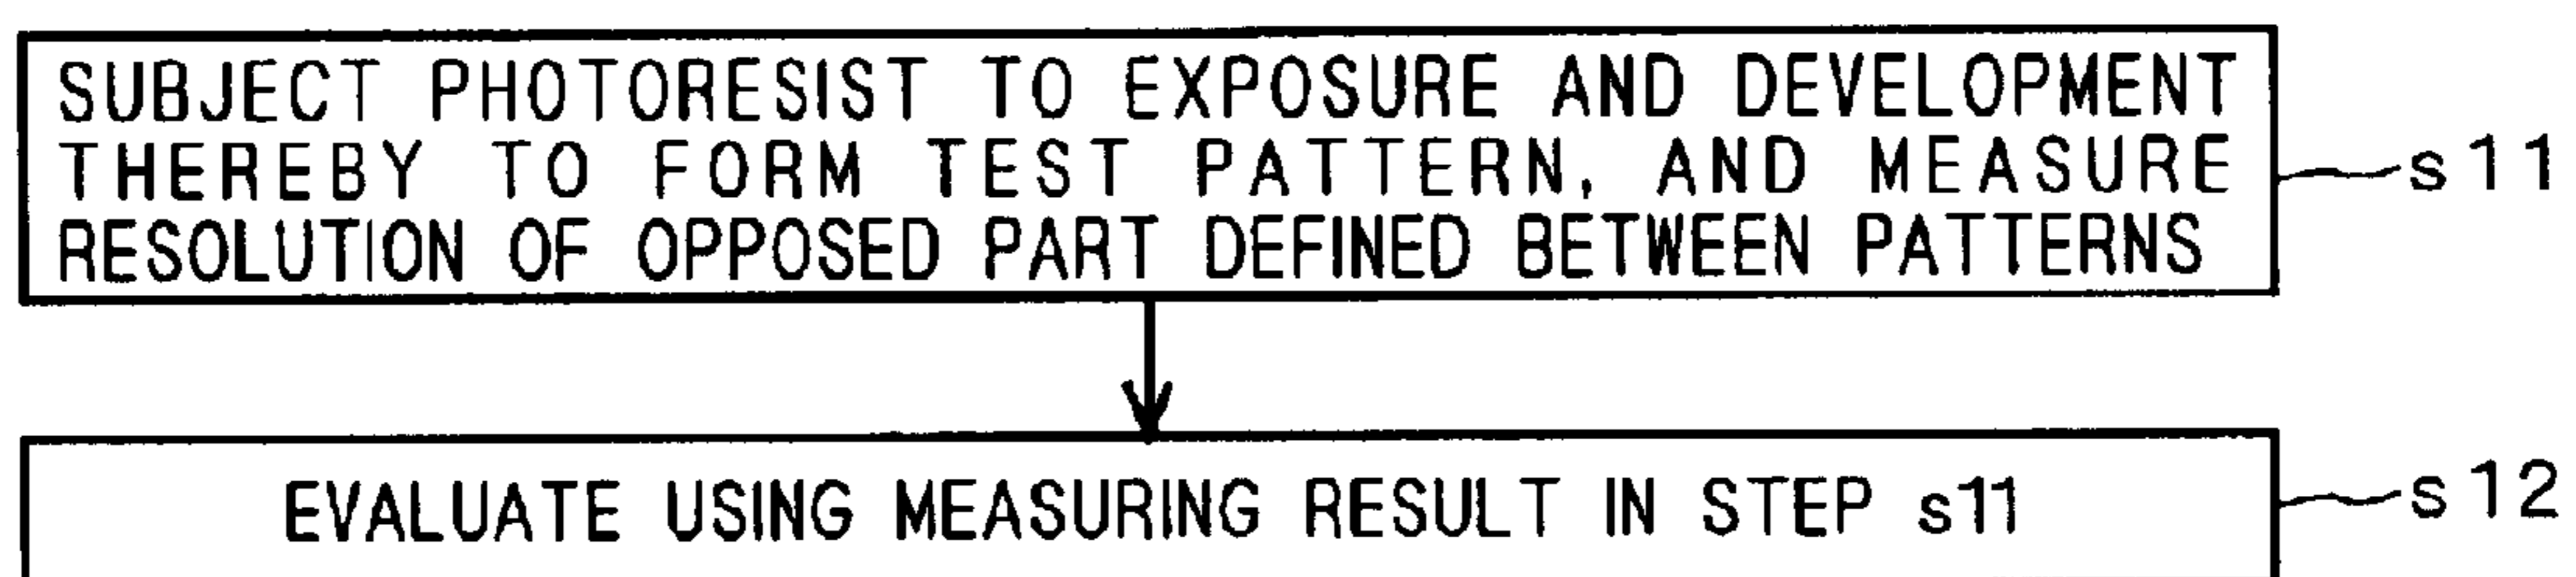 SUBJECT PHOTORESIST TO EXPOSURE AND DEVELOPMENT
THEREBY TO FORM TEST PATTERN, AND MEASURE
RESOLUTION OF OPPOSED PART DEFINED BETWEEN PATTERNS
s11
EVALUATE USING MEASURING RESULT IN STEP s11
s12